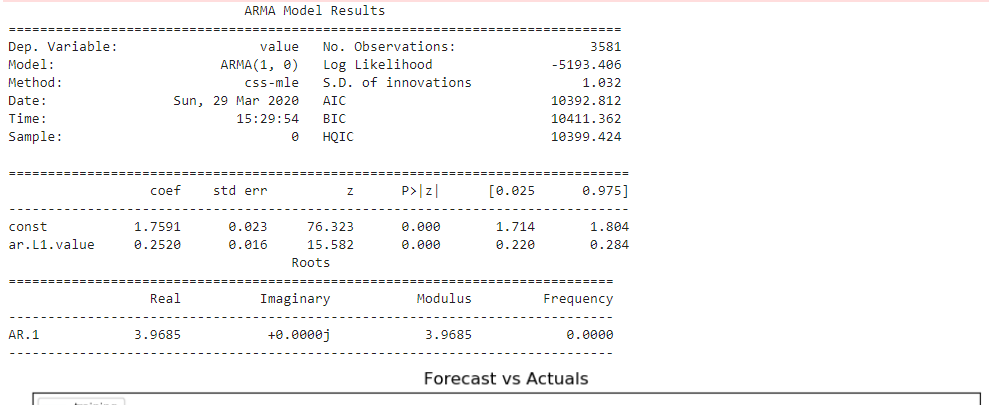 ARMA Model Results
==============================================================================
Dep. Variable: value No. Observations: 3581
Model: ARMA(1, 0) Log Likelihood -5193.406
Method: css-mle S.D. of innovations 1.032
Date: Sun, 29 Mar 2020 AIC 10392.812
Time: 15:29:54 BIC 10411.362
Sample: 0 HQIC 10399.424
===============================================================================
coef std err z P>|z| [0.025 0.975]
-------------------------------------------------------------------------------
const 1.7591 0.023 76.323 0.000 1.714 1.804
ar.L1.value 0.2520 0.016 15.582 0.000 0.220 0.284
Roots
=============================================================================
Real Imaginary Modulus Frequency
-----------------------------------------------------------------------------
AR.1 3.9685 +0.0000j 3.9685 0.0000
-----------------------------------------------------------------------------
Forecast vs Actuals